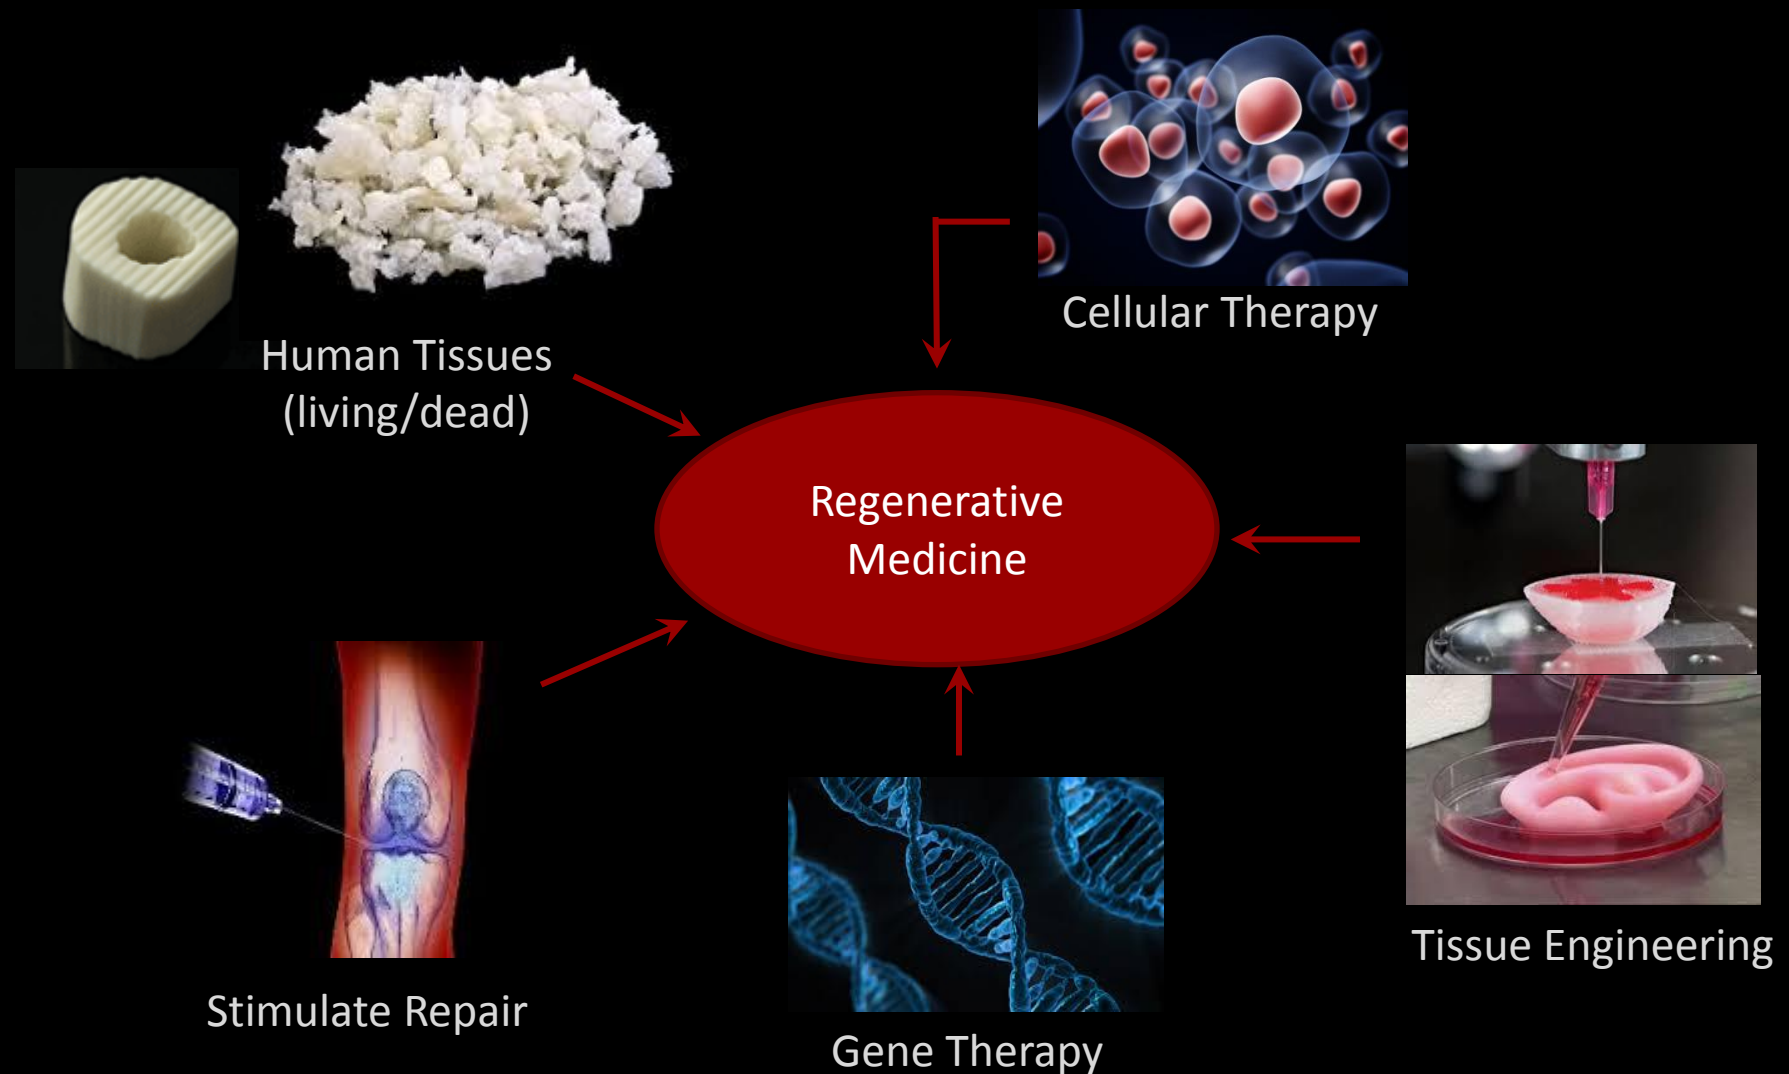 Cellular Therapy
Human Tissues
(living/dead)
Regenerative
Medicine
Tissue Engineering
Stimulate Repair
Gene Therapy